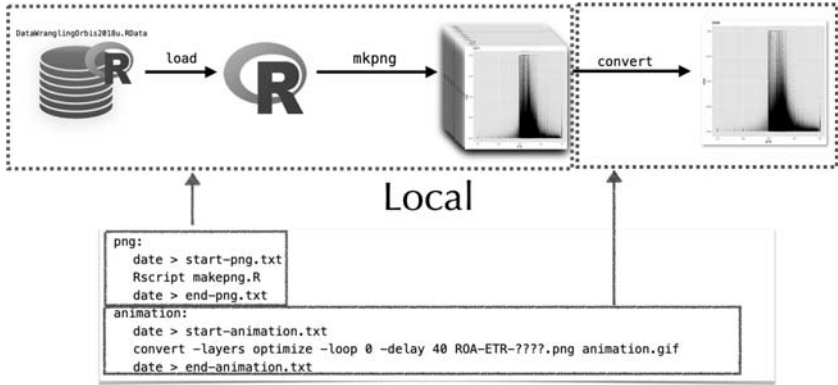 DataWranglingOrbis2018u.RData
R
load
R
mkpng
convert
Local
png:
date > start-png.txt
Rscript makepng.R
date > end-png.txt
animation:
date > start-animation.txt
convert -layers optimize -loop 0 -delay 40 ROA-ETR-????.png animation.gif
date > end-animation.txt